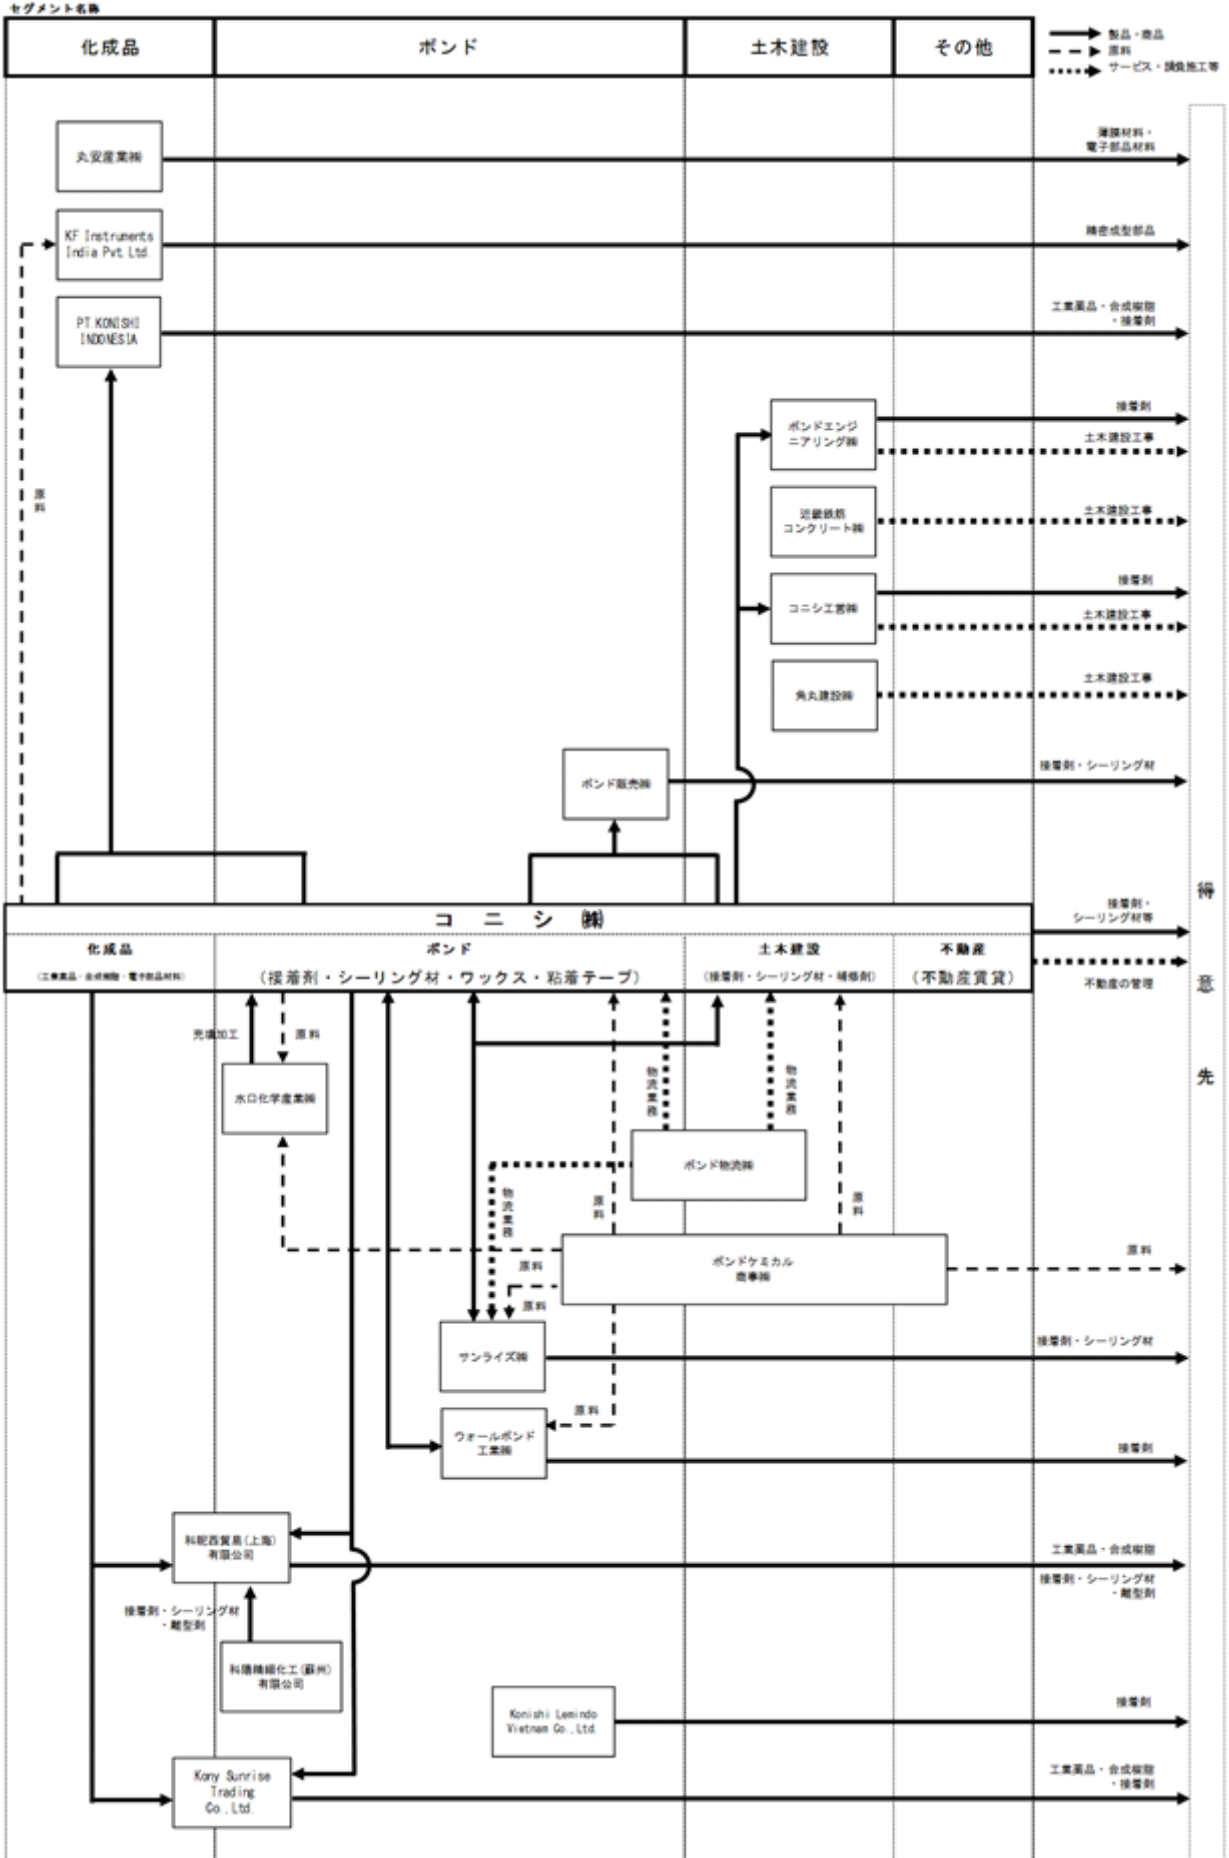 セグメント名称
化成品
ボンド
土木建設
その他
製品・商品
原料
サービス・請負施工等
丸安産業㈱
薄膜材料・
電子部品材料
KF Instruments
India Pvt. Ltd.
精密成型部品
PT.KONISHI
INDONESIA
工業薬品・合成樹脂
・接着剤
原料
ボンドエンジ
ニアリング㈱
接着剤
土木建設工事
近畿鉄筋
コンクリート㈱
土木建設工事
コニシ工営㈱
接着剤
土木建設工事
角丸建設㈱
土木建設工事
ボンド販売㈱
接着剤・シーリング材
得意先
コニシ㈱
接着剤・
シーリング材等
化成品
(工業薬品・合成樹脂・電子部品材料)
ボンド
(接着剤・シーリング材・ワックス・粘着テープ)
土木建設
(接着剤・シーリング材・補修剤)
不動産
(不動産賃貸)
不動産の管理
充填加工
原料
水口化学産業㈱
物流業務
物流業務
ボンド物流㈱
物流業務
原料
原料
ボンドケミカル
商事㈱
原料
原料
原料
サンライズ㈱
接着剤・シーリング材
原料
ウォールボンド
工業㈱
接着剤
科昵西貿易(上海)
有限公司
工業薬品・合成樹脂
接着剤・シーリング材
・離型剤
接着剤・シーリング材
・離型剤
科陽精細化工(蘇州)
有限公司
Konishi Lemindo
Vietnam Co.,Ltd.
接着剤
Kony Sunrise
Trading
Co.,Ltd.
工業薬品・合成樹脂
・接着剤